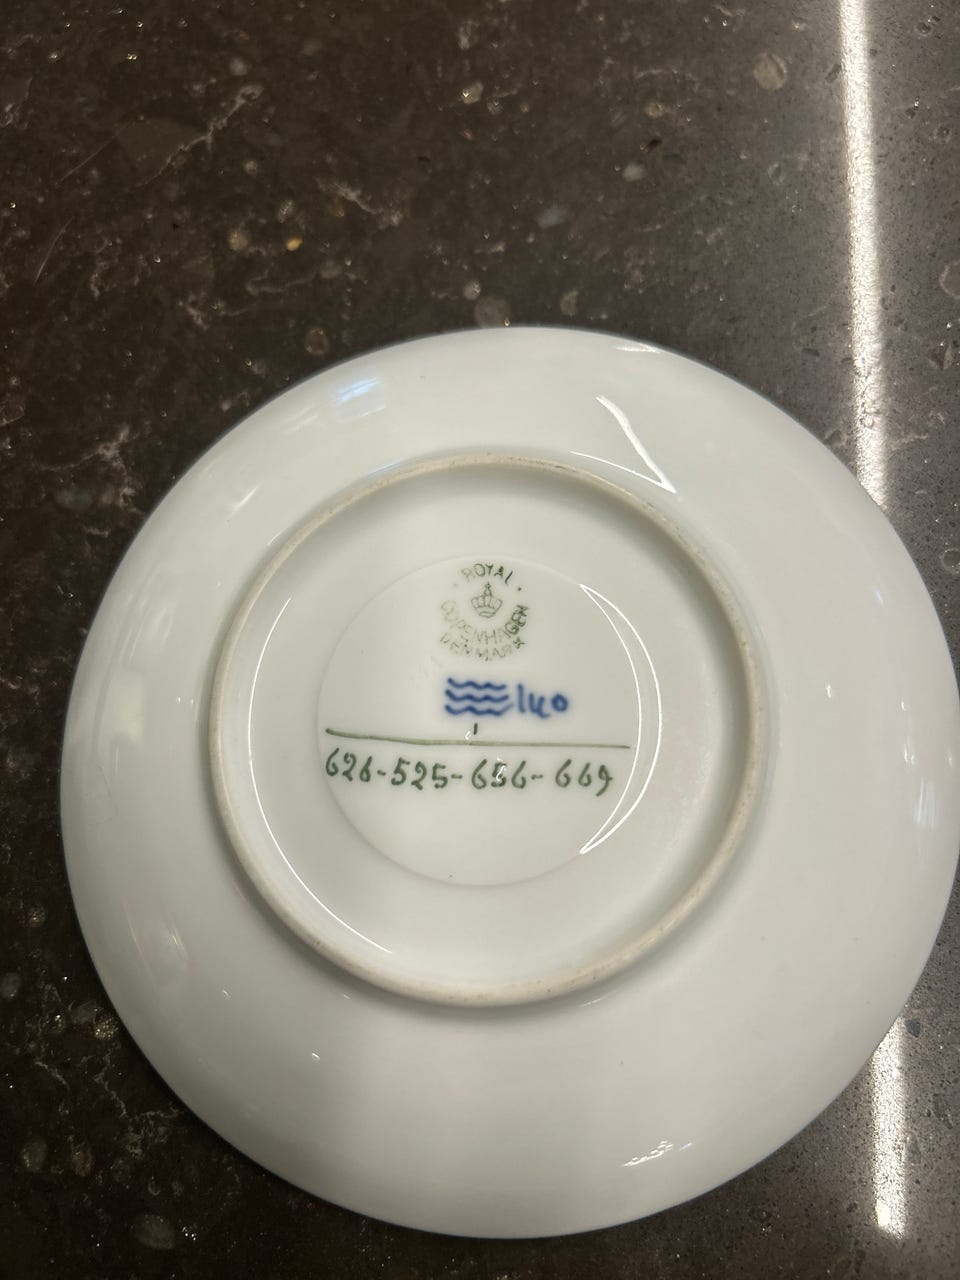 ROYAL
COPENHAGEN
DENMARK
140
626-525-656-669